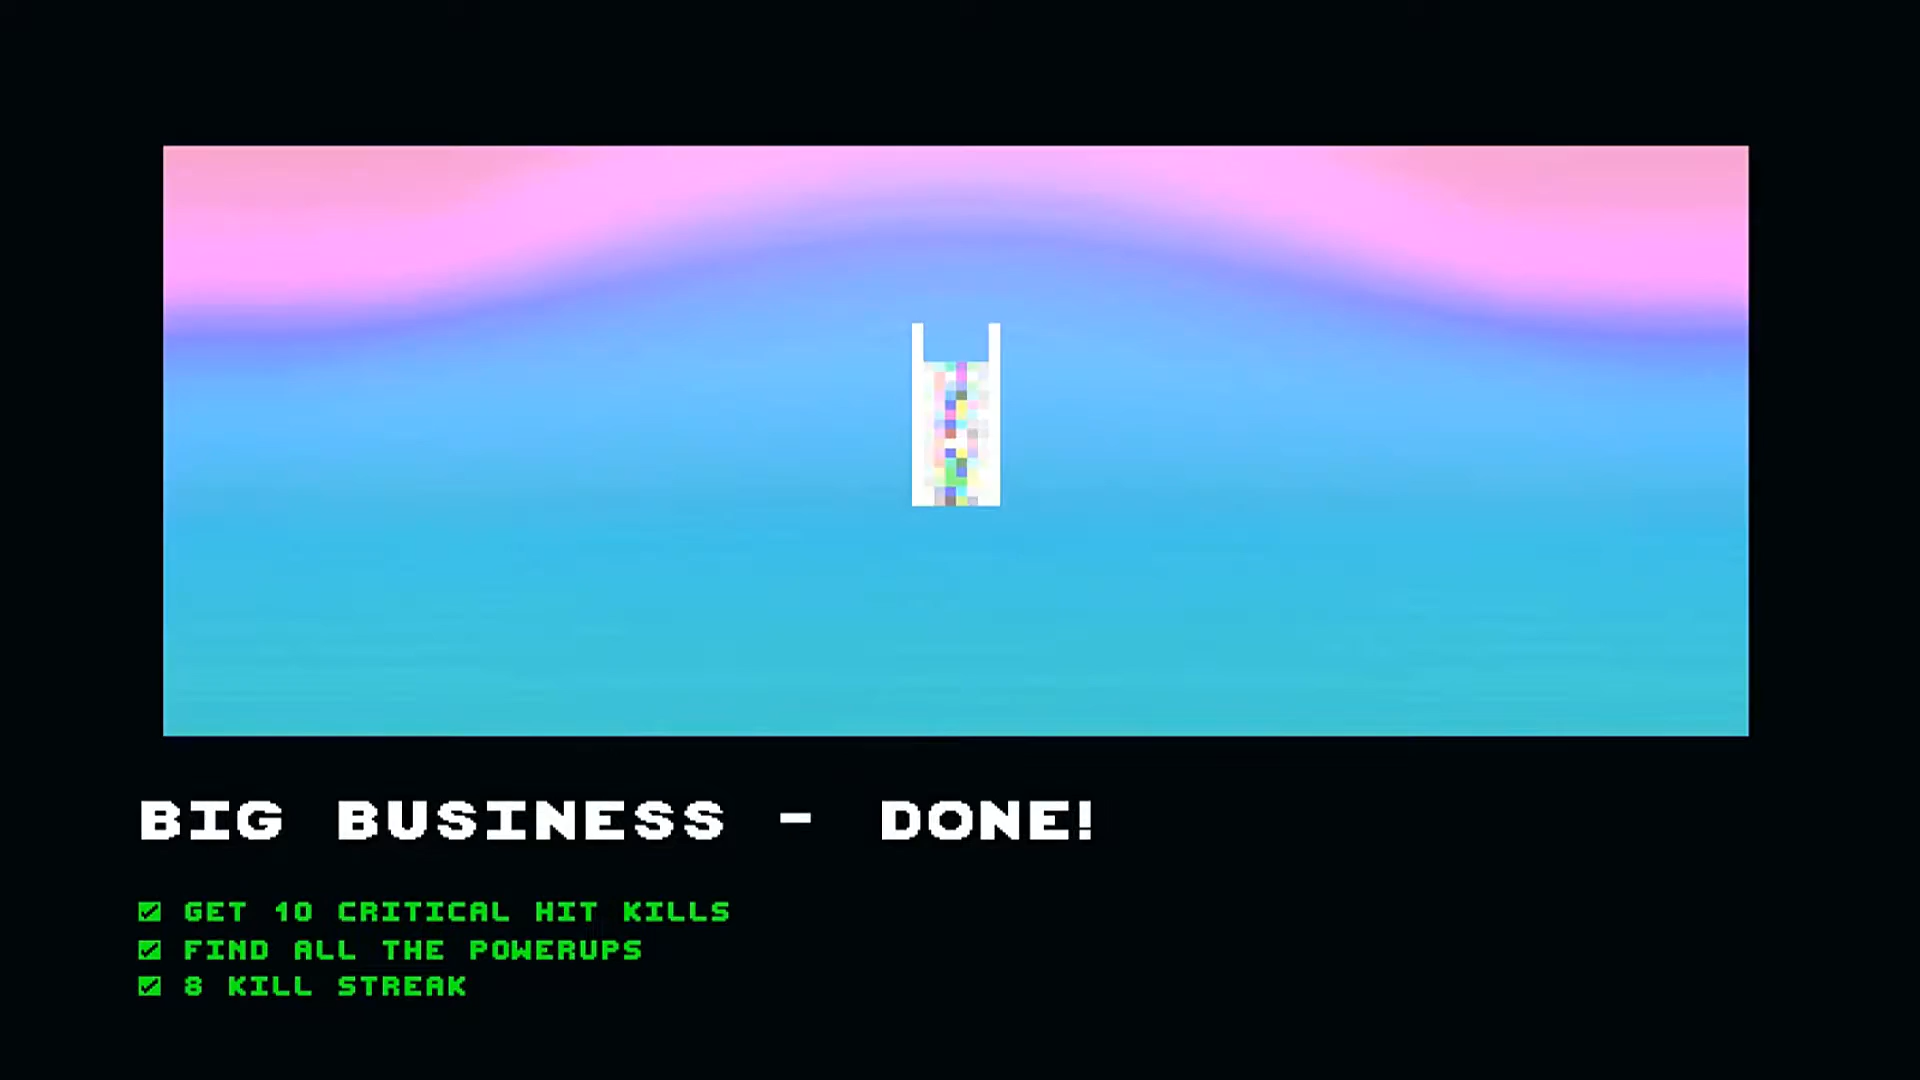 BIG BUSINESS - DONE!
GET 10 CRITICAL HIT KILLS
FIND ALL THE POWERUPS
8 KILL STREAK